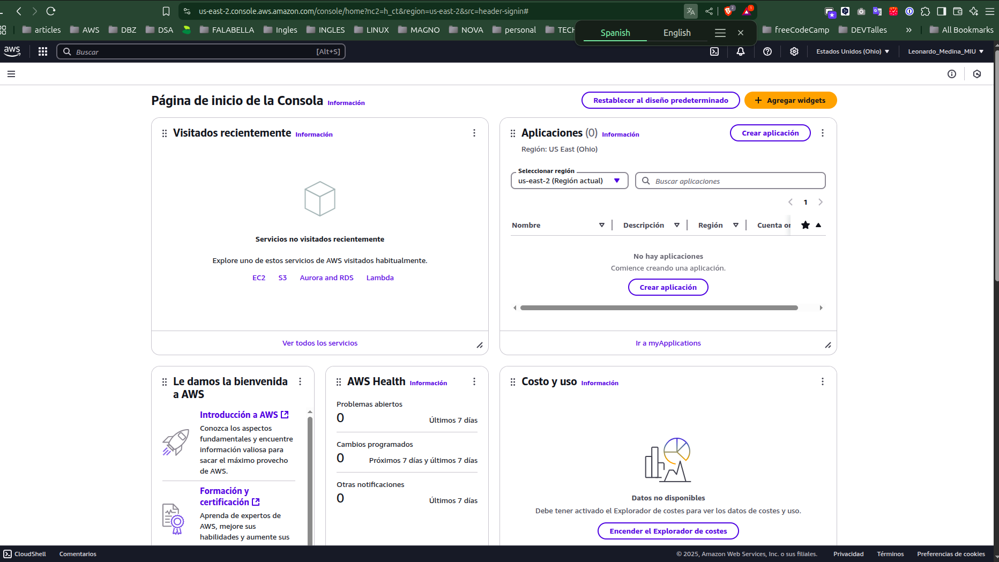 us-east-2.console.aws.amazon.com/console/home?nc2=h_ct&region=us-east-2&src=header-signin#
2
1
articles
AWS
DBZ
DSA
FALABELLA
Ingles
INGLES
LINUX
MAGNO
NOVA
personal
TECH
Spanish
English
freeCodeCamp
DEVTalles
»
All Bookmarks
aws
Buscar
[Alt+S]
Estados Unidos (Ohio)
Leonardo_Medina_MIU
Página de inicio de la Consola Información
Restablecer al diseño predeterminado
+ Agregar widgets
Visitados recientemente Información
Servicios no visitados recientemente
Explore uno de estos servicios de AWS visitados habitualmente.
EC2 S3 Aurora and RDS Lambda
Ver todos los servicios
Aplicaciones (0) Información
Crear aplicación
Región: US East (Ohio)
Seleccionar región
us-east-2 (Región actual)
Buscar aplicaciones
1
Nombre
Descripción
Región
Cuenta or
No hay aplicaciones
Comience creando una aplicación.
Crear aplicación
Ir a myApplications
Le damos la bienvenida
a AWS
Introducción a AWS
Conozca los aspectos
fundamentales y encuentre
información valiosa para
sacar el máximo provecho
de AWS.
Formación y
certificación
Aprenda de expertos de
AWS, mejore sus
habilidades y aumente sus
AWS Health Información
Problemas abiertos
0 Últimos 7 días
Cambios programados
0 Próximos 7 días y últimos 7 días
Otras notificaciones
0 Últimos 7 días
Costo y uso Información
Datos no disponibles
Debe tener activado el Explorador de costes para ver los datos de costes y uso.
Encender el Explorador de costes
CloudShell
Comentarios
© 2025, Amazon Web Services, Inc. o sus filiales.
Privacidad
Términos
Preferencias de cookies